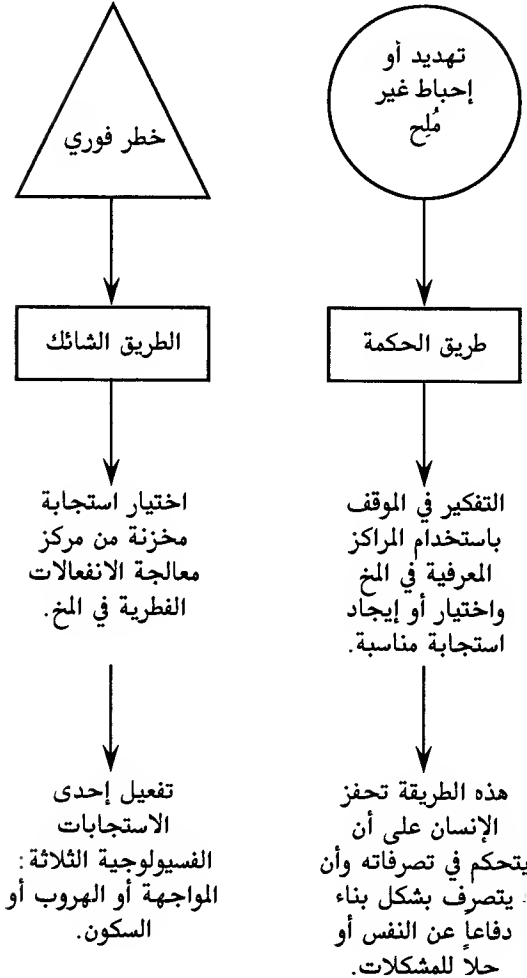 تهديد أو
إحباط غير
مُلِح
طريق الحكمة
التفكير في الموقف
باستخدام المراكز
المعرفية في المخ
واختيار أو إيجاد
استجابة مناسبة.
هذه الطريقة تحفز
الإنسان على أن
يتحكم في تصرفاته وأن
يتصرف بشكل بناء
دفاعاً عن النفس أو
حلاً للمشكلات.
خطر فوري
الطريق الشائك
اختيار استجابة
مخزنة من مركز
معالجة الانفعالات
الفطرية في المخ.
تفعيل إحدى
الاستجابات
الفسيولوجية الثلاثة:
المواجهة أو الهروب أو
السكون.